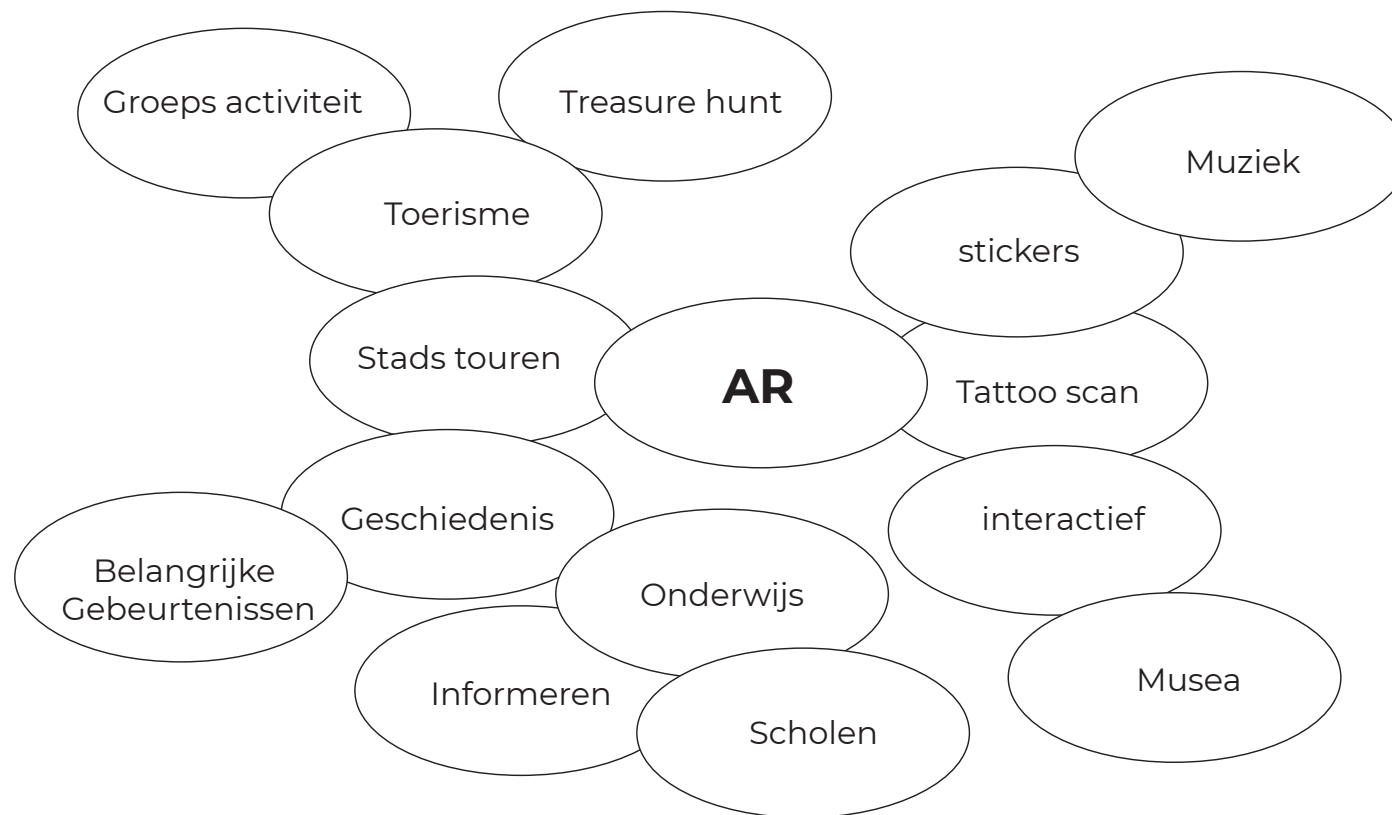 Groeps activiteit
Treasure hunt
Muziek
Toerisme
stickers
Stads touren
AR
Tattoo scan
Geschiedenis
interactief
Belangrijke
Gebeurtenissen
Onderwijs
Informeren
Musea
Scholen